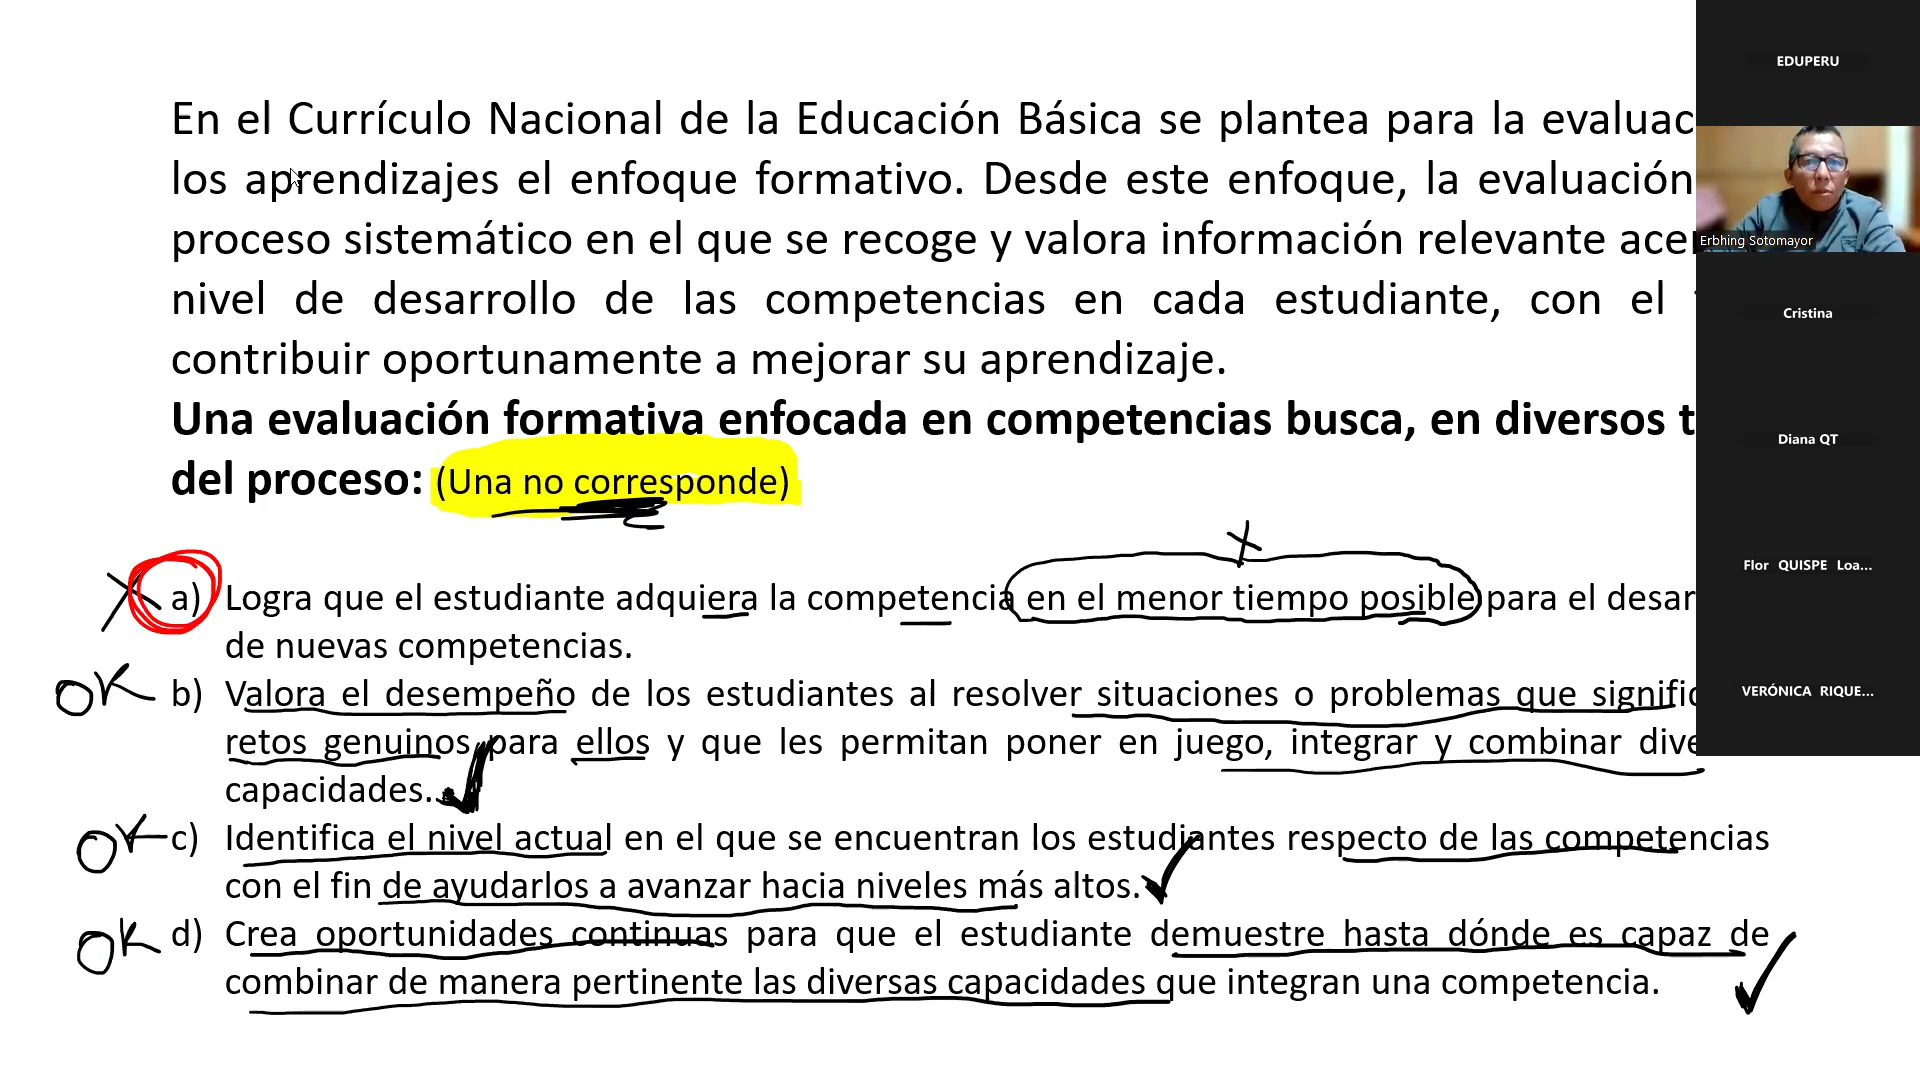 EDUPERU
En el Currículo Nacional de la Educación Básica se plantea para la evaluac
los aprendizajes el enfoque formativo. Desde este enfoque, la evaluación
proceso sistemático en el que se recoge y valora información relevante acer
Erbhing Sotomayor
nivel de desarrollo de las competencias en cada estudiante, con el
Cristina
contribuir oportunamente a mejorar su aprendizaje.
Una evaluación formativa enfocada en competencias busca, en diversos t
Diana QT
del proceso: (Una no corresponde)
Flor QUISPE Loa...
X a) Logra que el estudiante adquiera la competencia en el menor tiempo posible para el desar
de nuevas competencias.
OK b) Valora el desempeño de los estudiantes al resolver situaciones o problemas que signific
VERÓNICA RIQUE...
retos genuinos para ellos y que les permitan poner en juego, integrar y combinar dive
capacidades.
OK c) Identifica el nivel actual en el que se encuentran los estudiantes respecto de las competencias
con el fin de ayudarlos a avanzar hacia niveles más altos.
OK d) Crea oportunidades continuas para que el estudiante demuestre hasta dónde es capaz de
combinar de manera pertinente las diversas capacidades que integran una competencia.